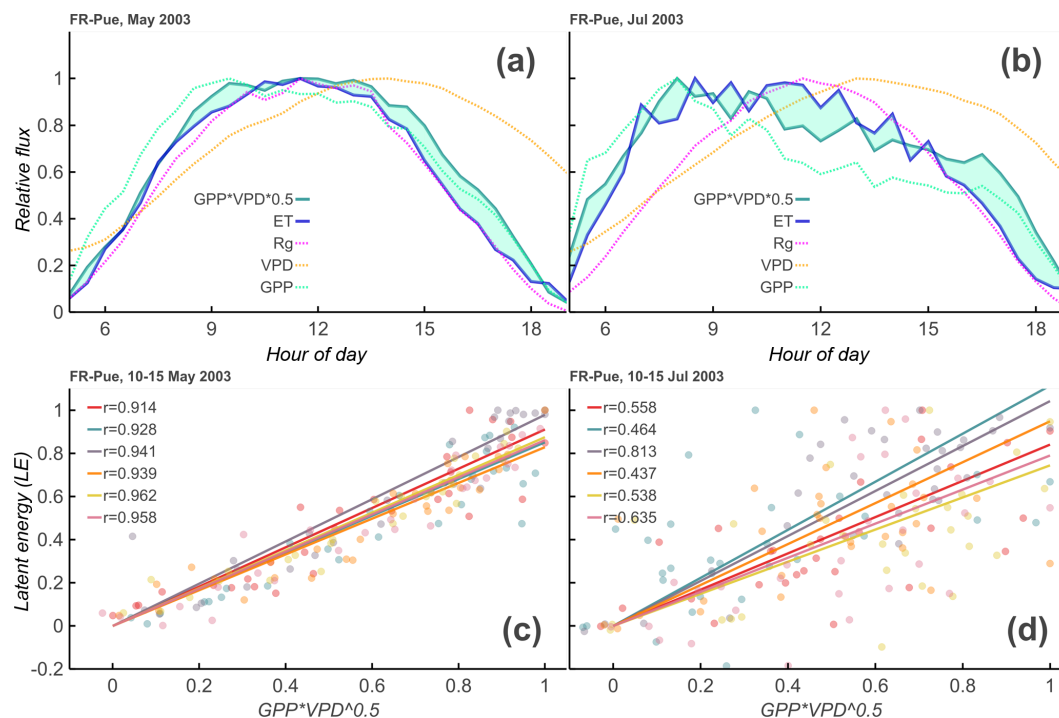 FR-Pue, May 2003
FR-Pue, Jul 2003
(a)
(b)
Relative flux
1
0.8
0.6
0.4
0.2
0
GPP*VPD*0.5
ET
Rg
VPD
GPP
GPP*VPD*0.5
ET
Rg
VPD
GPP
6 9 12 15 18
6 9 12 15 18
Hour of day
Hour of day
FR-Pue, 10-15 May 2003
FR-Pue, 10-15 Jul 2003
Latent energy (LE)
1
0.8
0.6
0.4
0.2
0
-0.2
r=0.914
r=0.928
r=0.941
r=0.939
r=0.962
r=0.958
r=0.558
r=0.464
r=0.813
r=0.437
r=0.538
r=0.635
(c)
(d)
0 0.2 0.4 0.6 0.8 1
0 0.2 0.4 0.6 0.8 1
GPP*VPD^0.5
GPP*VPD^0.5